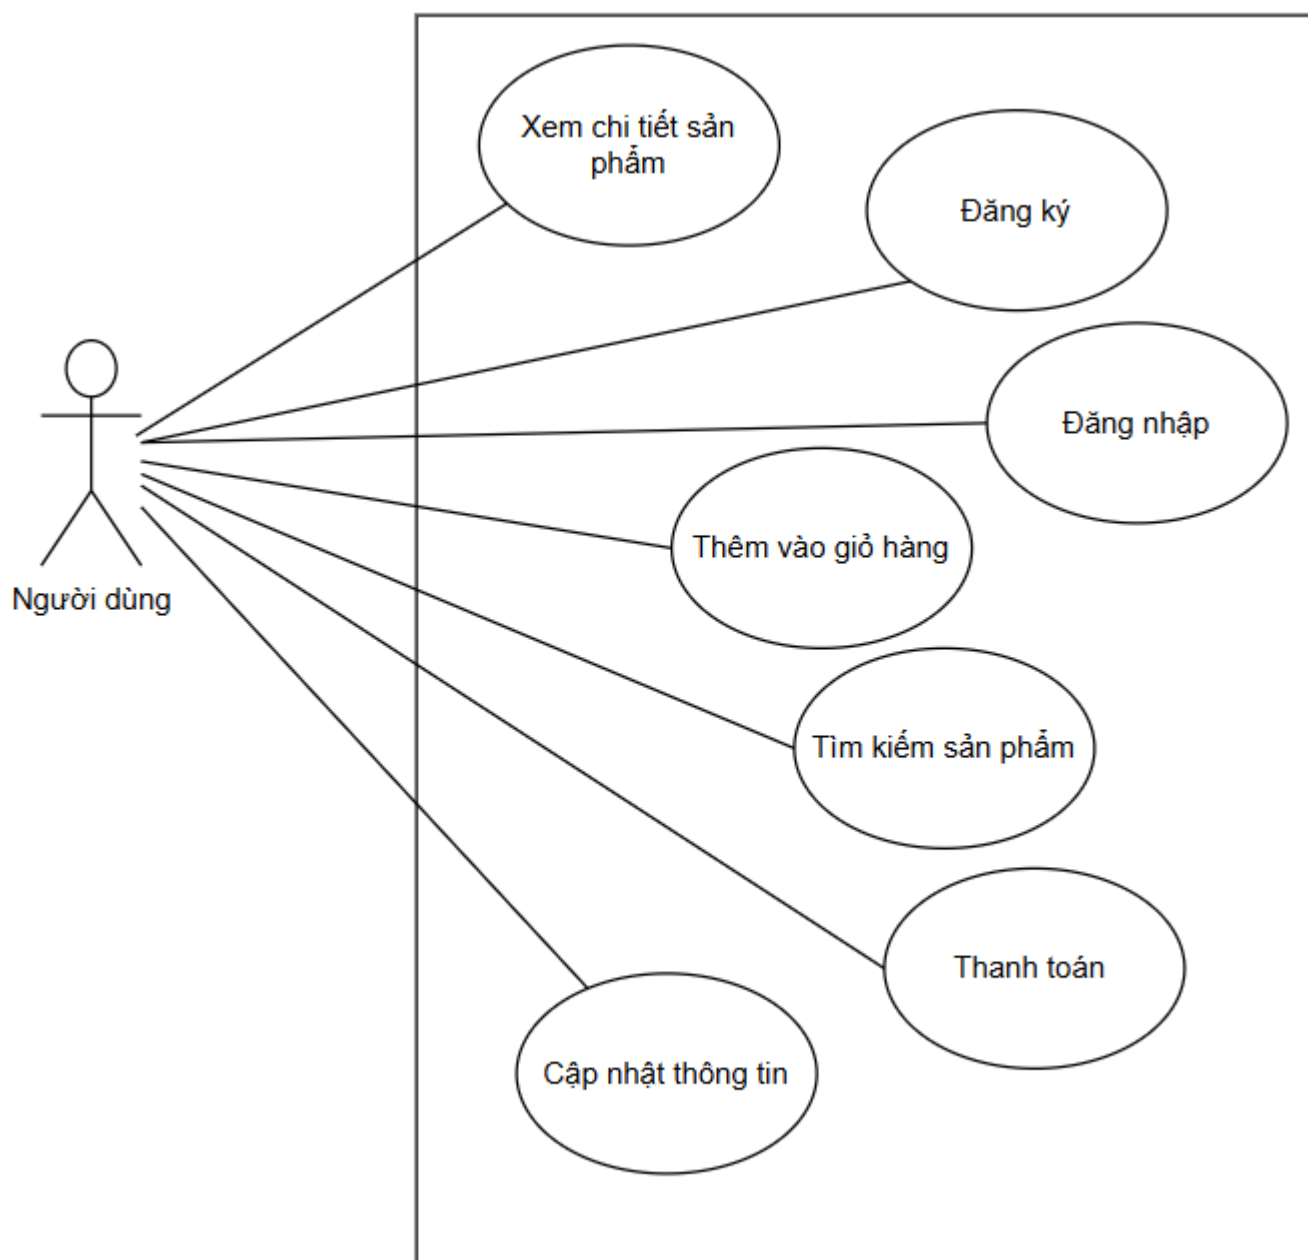 Xem chi tiết sản
phẩm
Đăng ký
Đăng nhập
Thêm vào giỏ hàng
Người dùng
Tìm kiếm sản phẩm
Thanh toán
Cập nhật thông tin